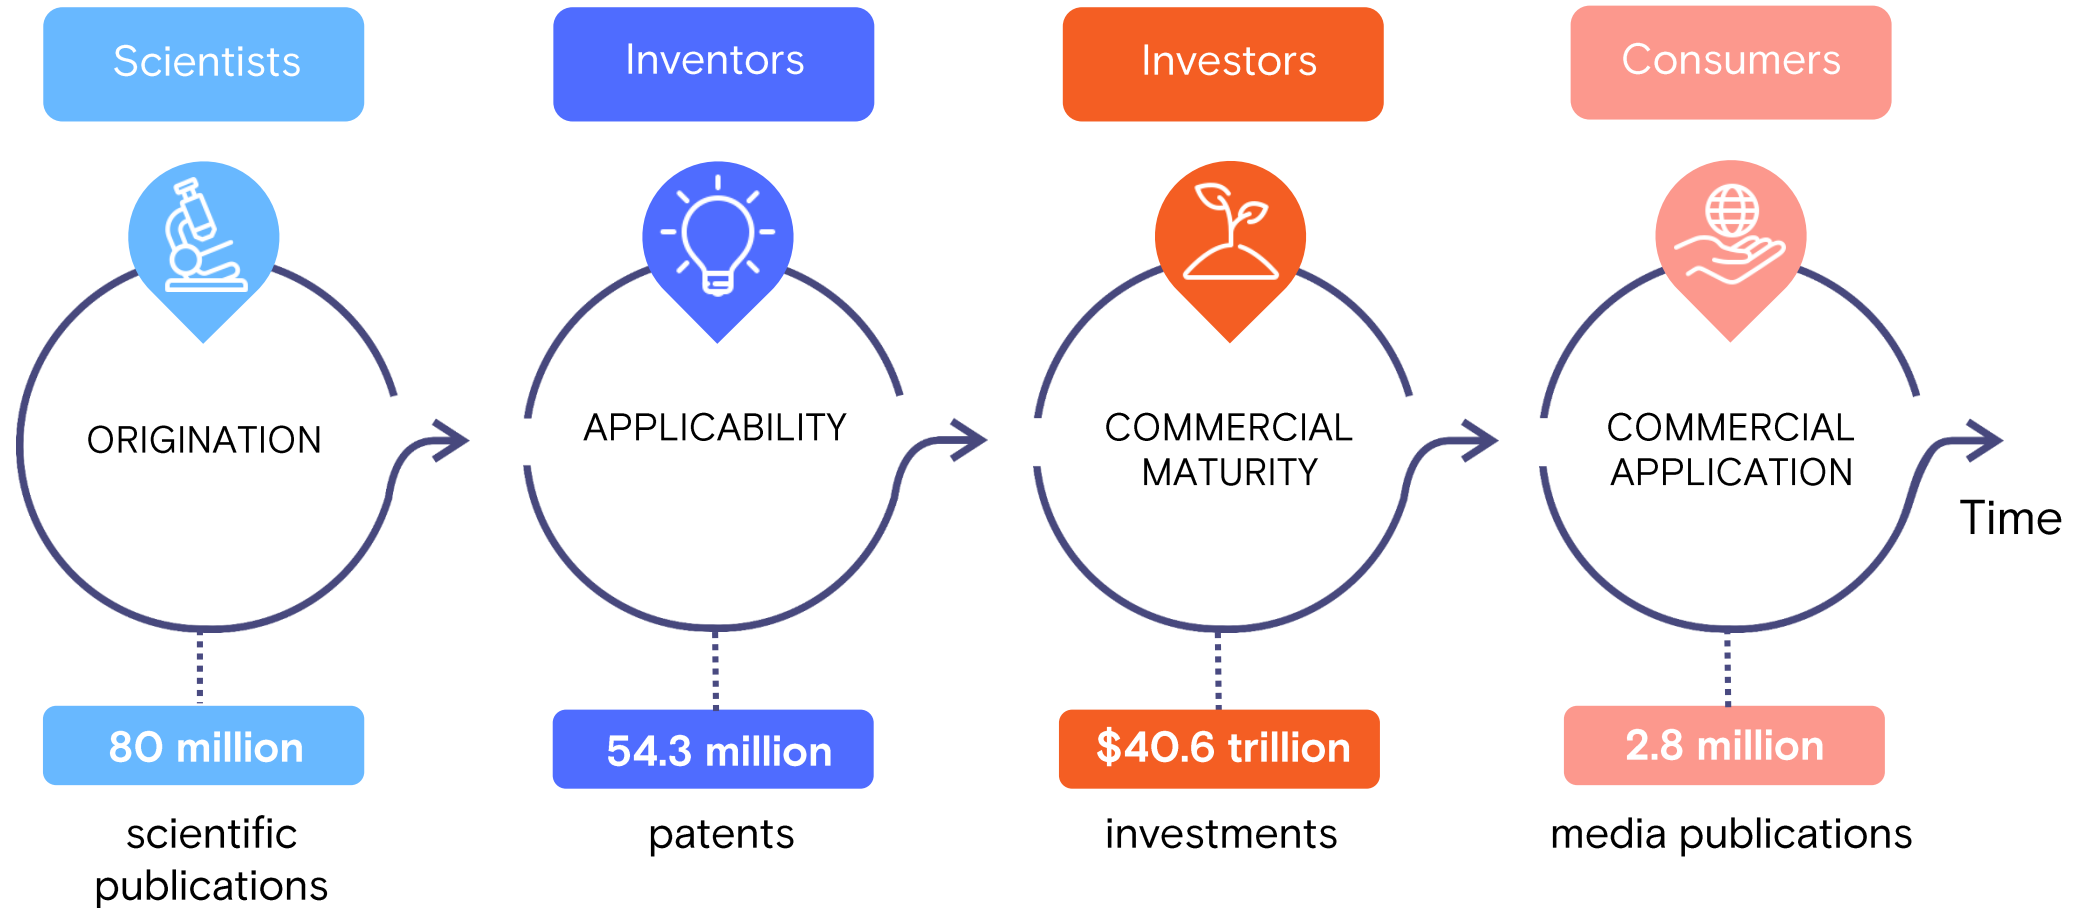 Scientists
Inventors
Investors
Consumers
ORIGINATION
APPLICABILITY
COMMERCIAL
MATURITY
COMMERCIAL
APPLICATION
Time
80 million
54.3 million
$40.6 trillion
2.8 million
scientific
publications
patents
investments
media publications